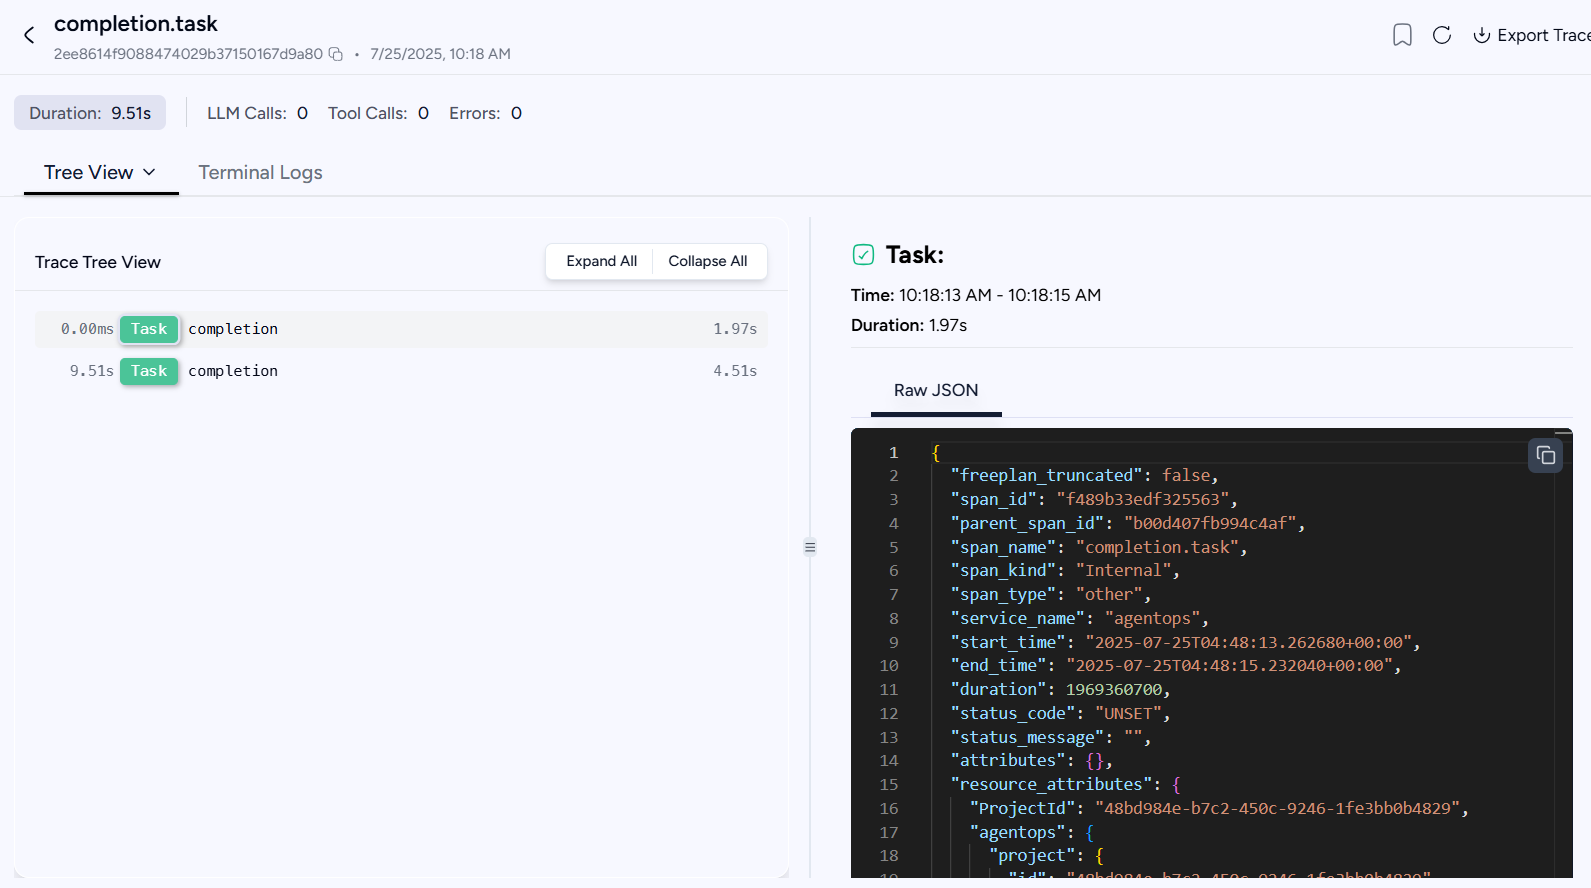 completion.task
2ee8614f9088474029b37150167d9a80 • 7/25/2025, 10:18 AM
Export Trace
Duration: 9.51s
LLM Calls: 0 Tool Calls: 0 Errors: 0
Tree View Terminal Logs
Trace Tree View
Expand All Collapse All
0.00ms Task completion 1.97s
9.51s Task completion 4.51s
Task:
Time: 10:18:13 AM - 10:18:15 AM
Duration: 1.97s
Raw JSON
1 {
2 "freeplan_truncated": false,
3 "span_id": "f489b33edf325563",
4 "parent_span_id": "b00d407fb994c4af",
5 "span_name": "completion.task",
6 "span_kind": "Internal",
7 "span_type": "other",
8 "service_name": "agentops",
9 "start_time": "2025-07-25T04:48:13.262680+00:00",
10 "end_time": "2025-07-25T04:48:15.232040+00:00",
11 "duration": 1969360700,
12 "status_code": "UNSET",
13 "status_message": "",
14 "attributes": {},
15 "resource_attributes": {
16 "ProjectId": "48bd984e-b7c2-450c-9246-1fe3bb0b4829",
17 "agentops": {
18 "project": {
19 "id": "48bd984e-b7c2-450c-9246-1fe3bb0b4829",